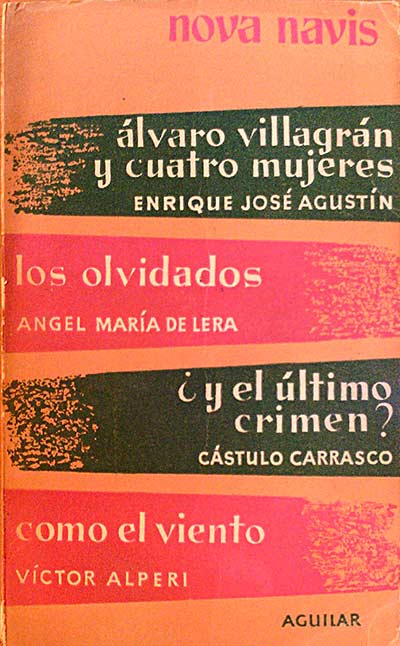 nova navis
álvaro villagrán
y cuatro mujeres
ENRIQUE JOSÉ AGUSTÍN
los olvidados
ANGEL MARÍA DE LERA
¿y el último
crimen?
CÁSTULO CARRASCO
como el viento
VÍCTOR ALPERI
AGUILAR